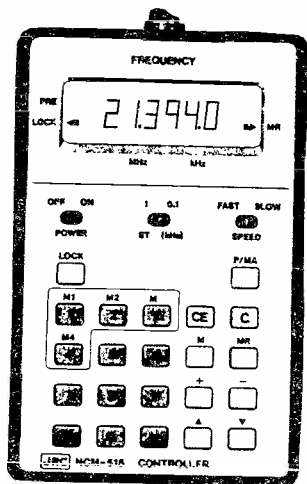 FREQUENCY
PRE
21.394.0
LOCK
MR
MHz kHz
OFF ON 1 0.1 FAST SLOW
POWER ST (kHz) SPEED
LOCK P/MA
M1 M2 M
CE C
M4 M MR
+ −
▲ ▼
JRC NCM-515 CONTROLLER